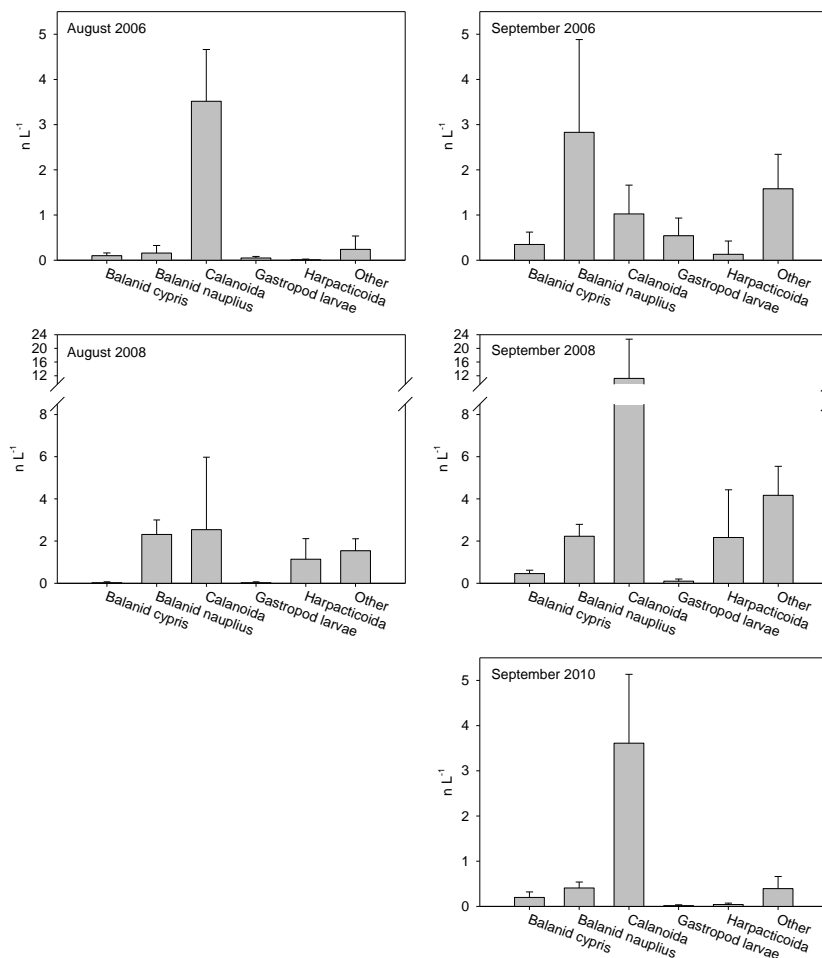 August 2006
5
4
3
2
1
0
n L-1
Balanid cypris
Balanid nauplius
Calanoida
Gastropod larvae
Harpacticoida
Other
September 2006
5
4
3
2
1
0
n L-1
Balanid cypris
Balanid nauplius
Calanoida
Gastropod larvae
Harpacticoida
Other
August 2008
24
20
16
12
8
6
4
2
0
n L-1
Balanid cypris
Balanid nauplius
Calanoida
Gastropod larvae
Harpacticoida
Other
September 2008
24
20
16
12
8
6
4
2
0
n L-1
Balanid cypris
Balanid nauplius
Calanoida
Gastropod larvae
Harpacticoida
Other
September 2010
5
4
3
2
1
0
n L-1
Balanid cypris
Balanid nauplius
Calanoida
Gastropod larvae
Harpacticoida
Other